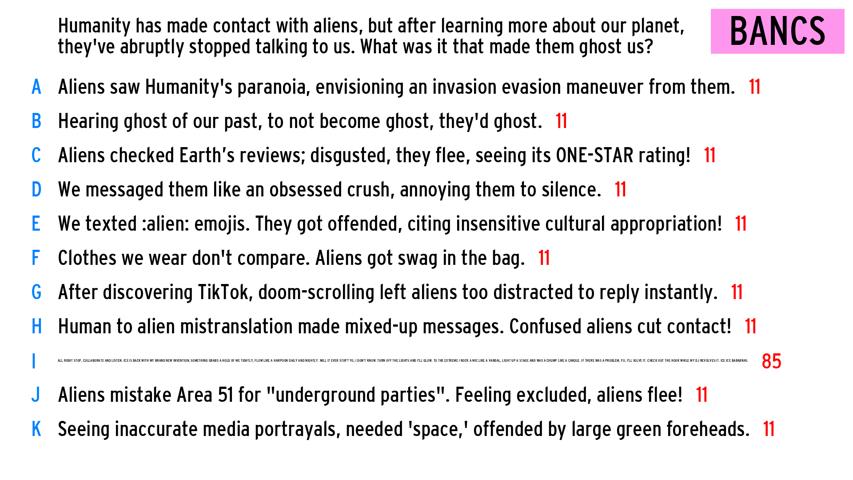 Humanity has made contact with aliens, but after learning more about our planet,
they've abruptly stopped talking to us. What was it that made them ghost us?
BANCS
A Aliens saw Humanity's paranoia, envisioning an invasion evasion maneuver from them. 11
B Hearing ghost of our past, to not become ghost, they'd ghost. 11
C Aliens checked Earth's reviews; disgusted, they flee, seeing its ONE-STAR rating! 11
D We messaged them like an obsessed crush, annoying them to silence. 11
E We texted :alien: emojis. They got offended, citing insensitive cultural appropriation! 11
F Clothes we wear don't compare. Aliens got swag in the bag. 11
G After discovering TikTok, doom-scrolling left aliens too distracted to reply instantly. 11
H Human to alien mistranslation made mixed-up messages. Confused aliens cut contact! 11
I 85
J Aliens mistake Area 51 for "underground parties". Feeling excluded, aliens flee! 11
K Seeing inaccurate media portrayals, needed 'space,' offended by large green foreheads. 11